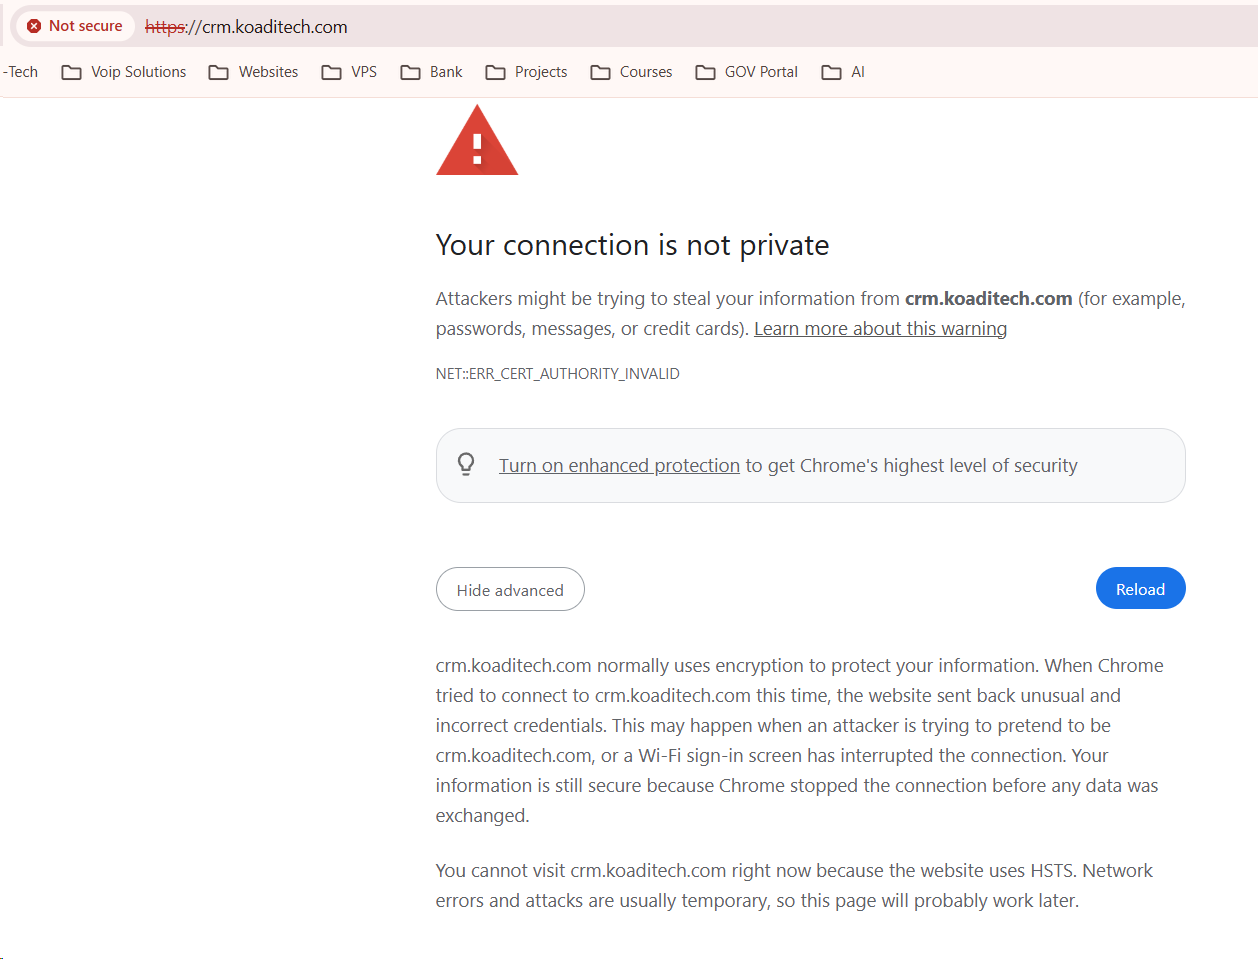 Not secure https://crm.koaditech.com
-Tech Voip Solutions Websites VPS Bank Projects Courses GOV Portal AI
Your connection is not private
Attackers might be trying to steal your information from crm.koaditech.com (for example,
passwords, messages, or credit cards). Learn more about this warning
NET::ERR_CERT_AUTHORITY_INVALID
Turn on enhanced protection to get Chrome's highest level of security
Hide advanced Reload
crm.koaditech.com normally uses encryption to protect your information. When Chrome
tried to connect to crm.koaditech.com this time, the website sent back unusual and
incorrect credentials. This may happen when an attacker is trying to pretend to be
crm.koaditech.com, or a Wi-Fi sign-in screen has interrupted the connection. Your
information is still secure because Chrome stopped the connection before any data was
exchanged.
You cannot visit crm.koaditech.com right now because the website uses HSTS. Network
errors and attacks are usually temporary, so this page will probably work later.